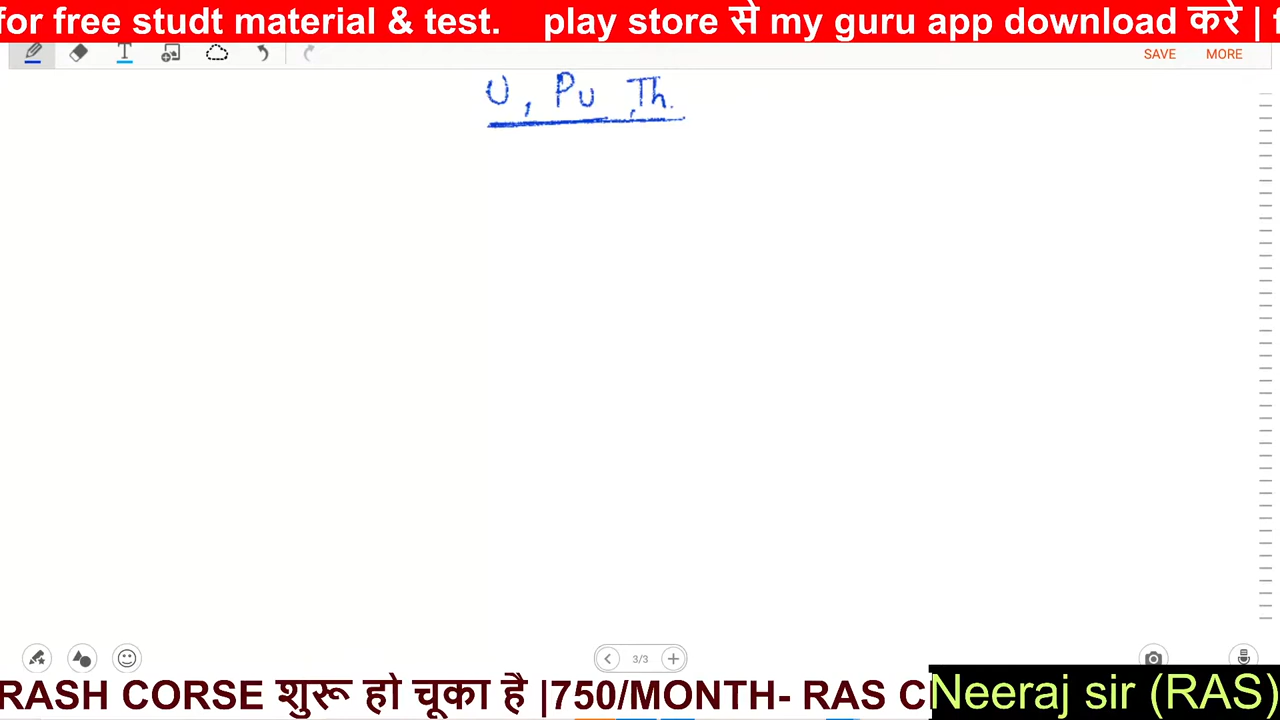 for free studt material & test. play store से my guru app download करे |
T SAVE MORE
U, Pu, Th.
3/3
RASH CORSE शुरू हो चूका है |750/MONTH- RAS C
Neeraj sir (RAS)